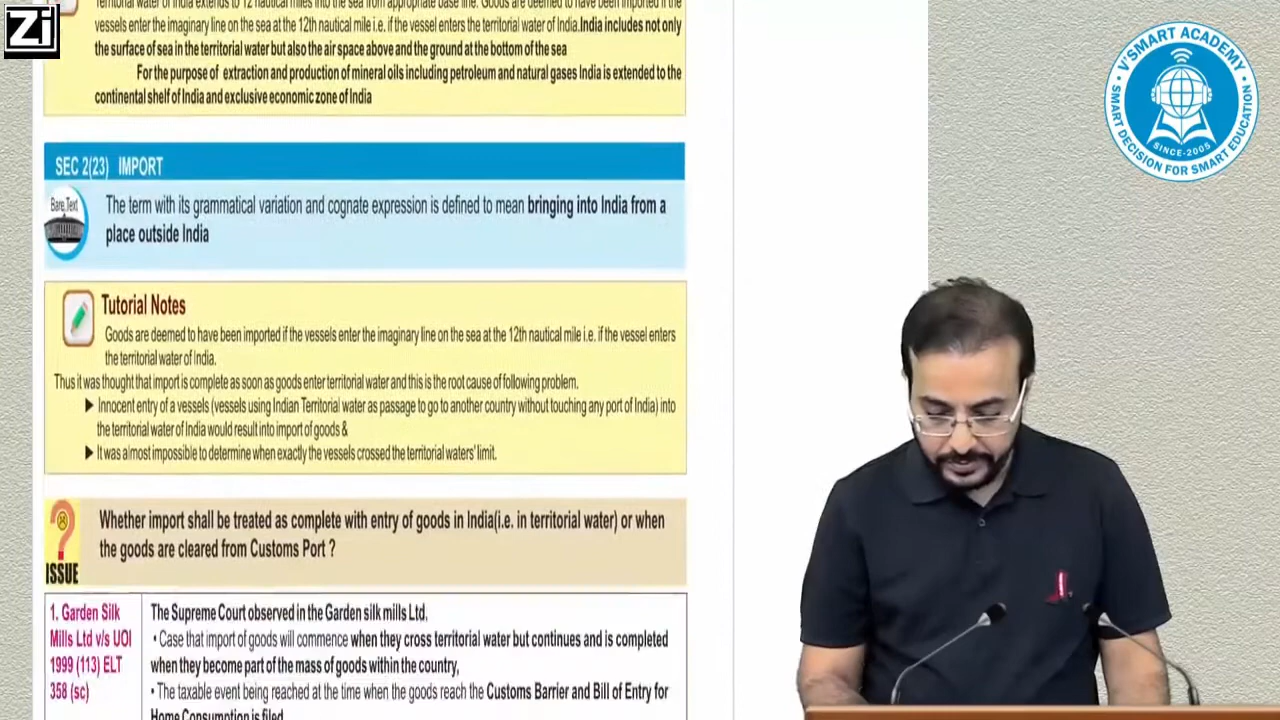 Zi
Territorial water of India extends to 12 nautical miles into the sea from appropriate base line. Goods are deemed to have been imported if the
vessels enter the imaginary line on the sea at the 12th nautical mile i.e. if the vessel enters the territorial water of India.India includes not only
the surface of sea in the territorial water but also the air space above and the ground at the bottom of the sea
For the purpose of extraction and production of mineral oils including petroleum and natural gases India is extended to the
continental shelf of India and exclusive economic zone of India
SEC 2(23) IMPORT
Bare Text
The term with its grammatical variation and cognate expression is defined to mean bringing into India from a
place outside India
Tutorial Notes
Goods are deemed to have been imported if the vessels enter the imaginary line on the sea at the 12th nautical mile i.e. if the vessel enters
the territorial water of India.
Thus it was thought that import is complete as soon as goods enter territorial water and this is the root cause of following problem.
Innocent entry of a vessels (vessels using Indian Territorial water as passage to go to another country without touching any port of India) into
the territorial water of India would result into import of goods &
It was almost impossible to determine when exactly the vessels crossed the territorial waters' limit.
ISSUE
Whether import shall be treated as complete with entry of goods in India(i.e. in territorial water) or when
the goods are cleared from Customs Port ?
1. Garden Silk
Mills Ltd v/s UOI
1999 (113) ELT
358 (sc)
The Supreme Court observed in the Garden silk mills Ltd.
• Case that import of goods will commence when they cross territorial water but continues and is completed
when they become part of the mass of goods within the country,
• The taxable event being reached at the time when the goods reach the Customs Barrier and Bill of Entry for
Home Consumption is filed
V'SMART ACADEMY
SMART DECISION FOR SMART EDUCATION
SINCE-2005